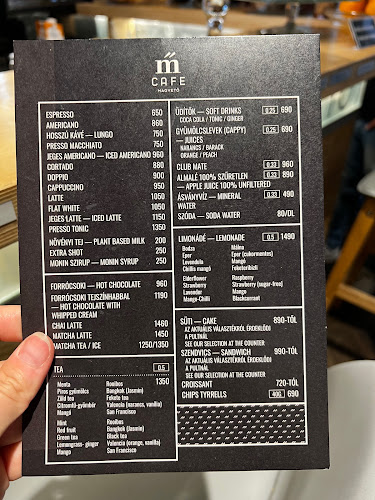 m̋
CAFE
MAGVETŐ
ESPRESSO 650
AMERICANO 860
HOSSZÚ KÁVÉ — LUNGO 750
PRESSO MACCHIATO 750
JEGES AMERICANO — ICED AMERICANO 960
CORTADO 880
DOPPIO 900
CAPPUCCINO 950
LATTE 1050
FLAT WHITE 1050
JEGES LATTE — ICED LATTE 1150
PRESSO TONIC 1350
NÖVÉNYI TEJ — PLANT BASED MILK 200
EXTRA SHOT 250
MONIN SZIRUP — MONIN SYRUP 250
FORRÓCSOKI — HOT CHOCOLATE 960
FORRÓCSOKI TEJSZÍNHABBAL 1190
— HOT CHOCOLATE WITH
WHIPPED CREAM
CHAI LATTE 1460
MATCHA LATTE 1450
MATCHA TEA / ICE 1250/1350
TEA 0.5
1350
Menta Rooibos
Piros gyümölcs Bangkok (Jasmin)
Zöld tea Fekete tea
Citromfű-gyömbér Valencia (narancs, vanília)
Mangó San Francisco
Mint Rooibos
Red fruit Bangkok (Jasmin)
Green tea Black tea
Lemongrass- ginger Valencia (orange, vanilla)
Mango San Francisco
ÜDÍTŐK — SOFT DRINKS 0.25 690
COCA COLA / TONIC / GINGER
GYÜMÖLCSLEVEK (CAPPY) 0.25 690
— JUICES
NARANCS / BARACK
ORANGE / PEACH
CLUB MATE 0.33 960
ALMALÉ 100% SZŰRETLEN 0.33 890
— APPLE JUICE 100% UNFILTERED
ÁSVÁNYVÍZ — MINERAL 0.33 490
WATER
SZÓDA — SODA WATER 80/DL
LIMONÁDÉ — LEMONADE 0.5 1490
Bodza Málna
Eper Eper (cukormentes)
Levendula Mangó
Chillis mangó Feketeribizli
Elderflower Raspberry
Strawberry Strawberry (sugar-free)
Lavender Mango
Mango-Chilli Blackcurrant
SÜTI — CAKE 890-TÓL
AZ AKTUÁLIS VÁLASZTÉKRÓL ÉRDEKLŐDJ
A PULTNÁL
SEE OUR SELECTION AT THE COUNTER
SZENDVICS — SANDWICH 990-TÓL
AZ AKTUÁLIS VÁLASZTÉKRÓL ÉRDEKLŐDJ
A PULTNÁL
SEE OUR SELECTION AT THE COUNTER
CROISSANT 720-TÓL
CHIPS TYRRELLS 40G 690